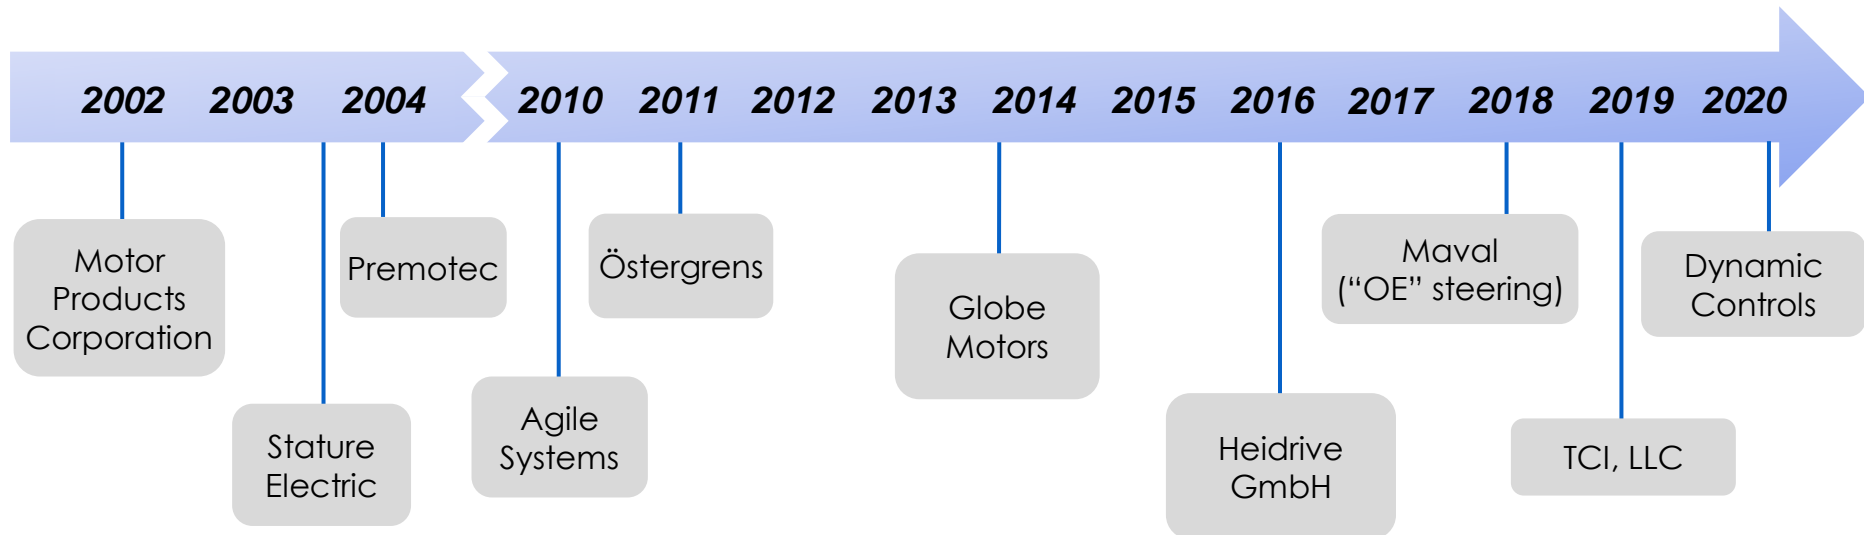 2002 2003 2004 2010 2011 2012 2013 2014 2015 2016 2017 2018 2019 2020
Motor
Products
Corporation
Stature
Electric
Premotec
Agile
Systems
Östergrens
Globe
Motors
Heidrive
GmbH
Maval
(“OE” steering)
TCI, LLC
Dynamic
Controls